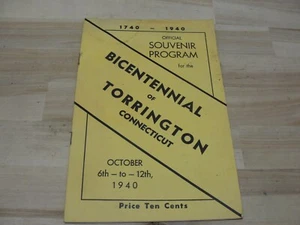 1740 - 1940
OFFICIAL
SOUVENIR
PROGRAM
for the
BICENTENNIAL
OF
TORRINGTON
CONNECTICUT
OCTOBER
6th - to - 12th,
1940
Price Ten Cents